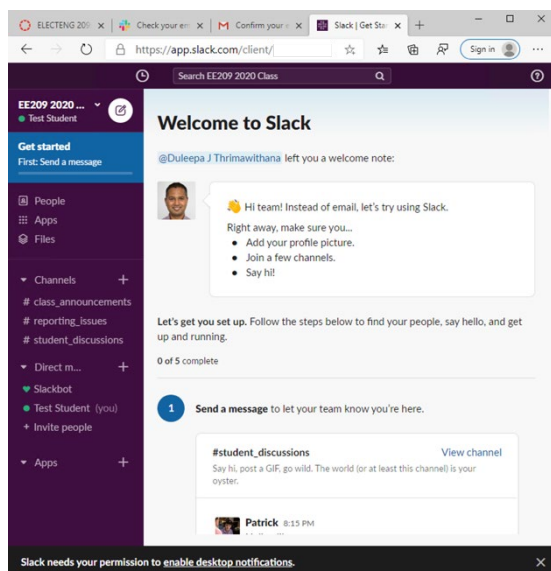 ELECTENG 209
Check your em
Confirm your e
Slack | Get Star
https://app.slack.com/client/
Sign in
Search EE209 2020 Class
EE209 2020 ...
Test Student
Get started
First: Send a message
People
Apps
Files
Channels
# class_announcements
# reporting_issues
# student_discussions
Direct m...
Slackbot
Test Student (you)
+ Invite people
Apps
Welcome to Slack
@Duleepa J Thrimawithana left you a welcome note:
Hi team! Instead of email, let's try using Slack.
Right away, make sure you...
• Add your profile picture.
• Join a few channels.
• Say hi!
Let's get you set up. Follow the steps below to find your people, say hello, and get
up and running.
0 of 5 complete
1 Send a message to let your team know you're here.
#student_discussions View channel
Say hi, post a GIF, go wild. The world (or at least this channel) is your
oyster.
Patrick 8:15 PM
Slack needs your permission to enable desktop notifications.